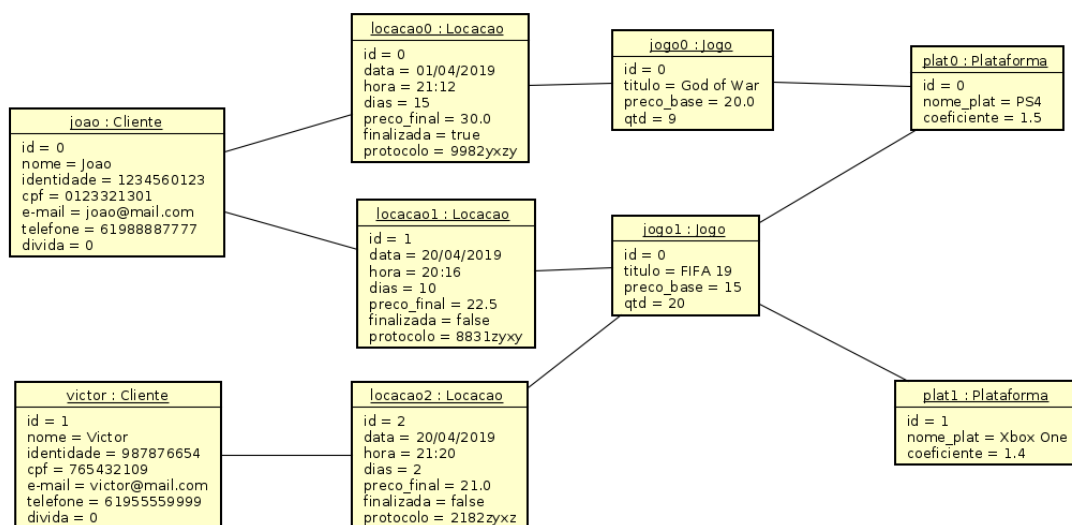 joao : Cliente
id = 0
nome = Joao
identidade = 1234560123
cpf = 0123321301
e-mail = joao@mail.com
telefone = 61988887777
divida = 0
locacao0 : Locacao
id = 0
data = 01/04/2019
hora = 21:12
dias = 15
preco_final = 30.0
finalizada = true
protocolo = 9982yxzy
jogo0 : Jogo
id = 0
titulo = God of War
preco_base = 20.0
qtd = 9
plat0 : Plataforma
id = 0
nome_plat = PS4
coeficiente = 1.5
locacao1 : Locacao
id = 1
data = 20/04/2019
hora = 20:16
dias = 10
preco_final = 22.5
finalizada = false
protocolo = 8831zyxy
jogo1 : Jogo
id = 0
titulo = FIFA 19
preco_base = 15
qtd = 20
victor : Cliente
id = 1
nome = Victor
identidade = 987876654
cpf = 765432109
e-mail = victor@mail.com
telefone = 61955559999
divida = 0
locacao2 : Locacao
id = 2
data = 20/04/2019
hora = 21:20
dias = 2
preco_final = 21.0
finalizada = false
protocolo = 2182zyxz
plat1 : Plataforma
id = 1
nome_plat = Xbox One
coeficiente = 1.4